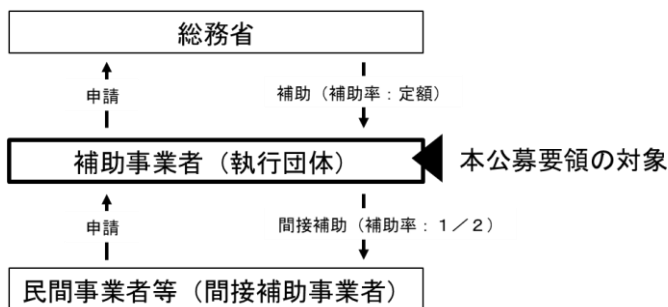 総務省
申請
補助（補助率：定額）
補助事業者（執行団体）
本公募要領の対象
申請
間接補助（補助率：１／２）
民間事業者等（間接補助事業者）